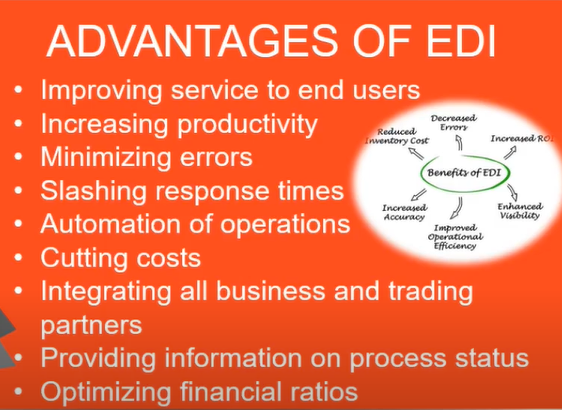 ADVANTAGES OF EDI
• Improving service to end users
• Increasing productivity
• Minimizing errors
• Slashing response times
• Automation of operations
• Cutting costs
• Integrating all business and trading
partners
• Providing information on process status
• Optimizing financial ratios
Decreased
Errors
Reduced
Inventory Cost
Increased ROI
Benefits of EDI
Increased
Accuracy
Enhanced
Visibility
Improved
Operational
Efficiency